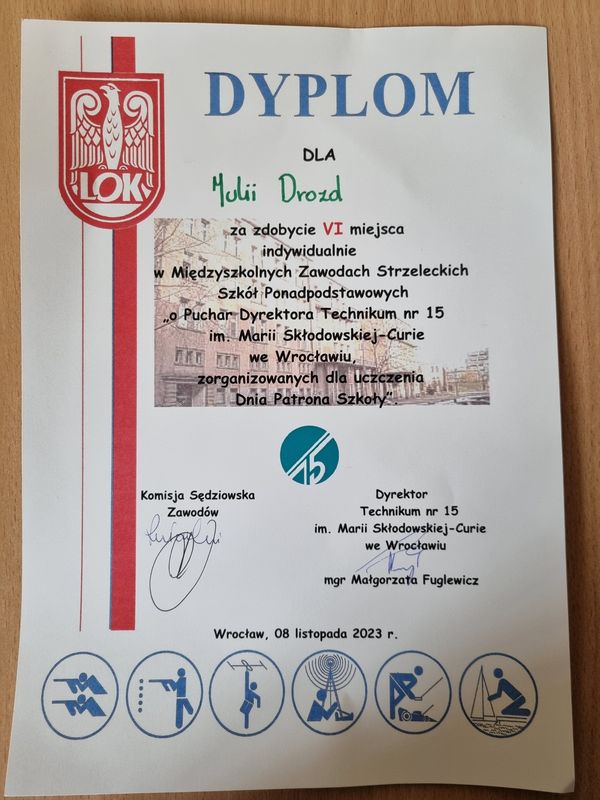 DYPLOM
LOK
DLA
Mulii Drozd
za zdobycie VI miejsca
indywidualnie
w Międzyszkolnych Zawodach Strzeleckich
Szkół Ponadpodstawowych
„o Puchar Dyrektora Technikum nr 15
im. Marii Skłodowskiej-Curie
we Wrocławiu,
zorganizowanych dla uczczenia
Dnia Patrona Szkoły”.
15
Komisja Sędziowska
Zawodów
Dyrektor
Technikum nr 15
im. Marii Skłodowskiej-Curie
we Wrocławiu
mgr Małgorzata Fuglewicz
Wrocław, 08 listopada 2023 r.